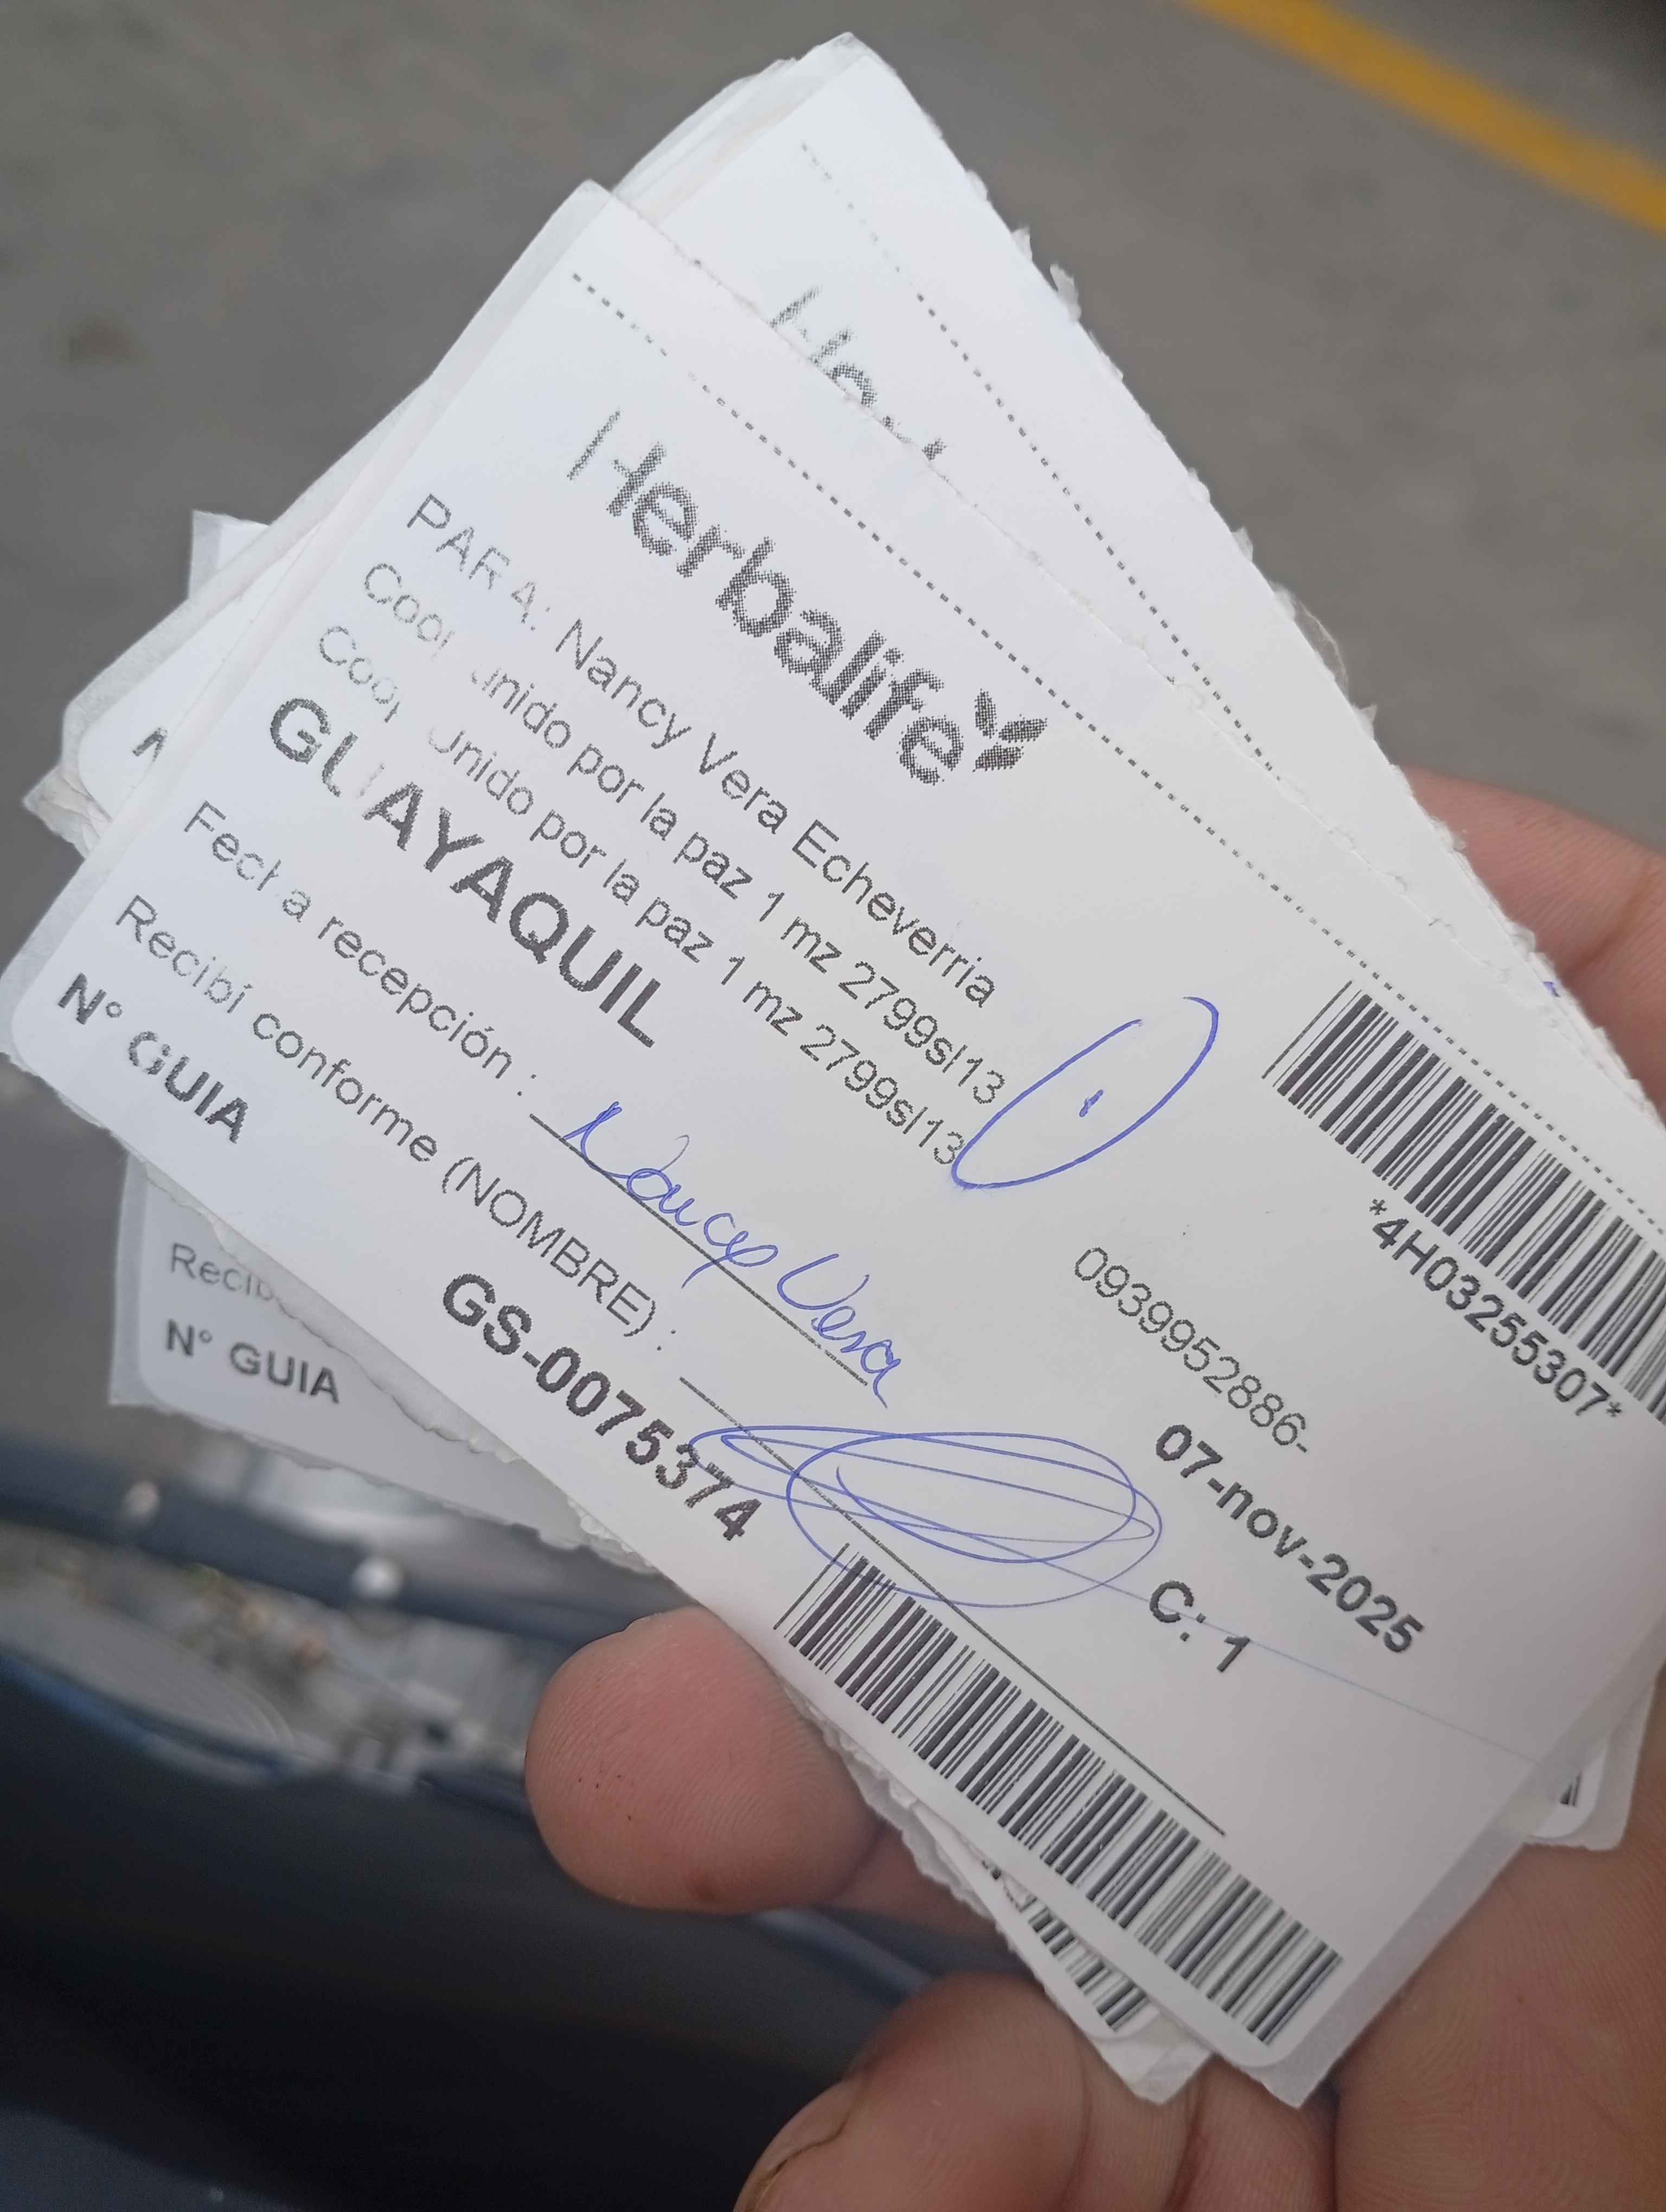 Herbalife
*4H03255307*
PARA: Nancy Vera Echeverria
Coop Unido por la paz 1 mz 2799sl13
Coop Unido por la paz 1 mz 2799sl13
0939952886-
GUAYAQUIL
07-nov-2025
Fecha recepción :
Nancy Vera
C: 1
Recibí conforme (NOMBRE) :
N° GUIA
GS-0075374
N° GUIA